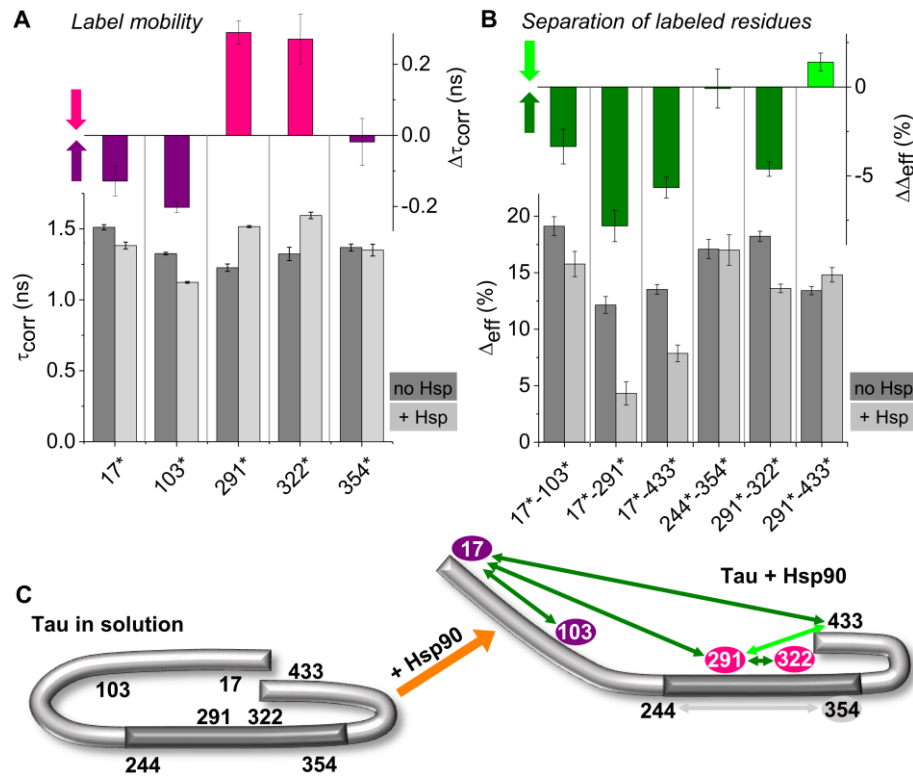 A Label mobility
0.2
0.0
-0.2
Δτcorr (ns)
1.5
1.0
0.5
0.0
τcorr (ns)
no Hsp
+ Hsp
17* 103* 291* 322* 354*
B Separation of labeled residues
0
-5
ΔΔeff (%)
20
15
10
5
0
Δeff (%)
no Hsp
+ Hsp
17*-103* 17*-291* 17*-433* 244*-354* 291*-322* 291*-433*
C
Tau in solution
103 17 433
291 322
244 354
+ Hsp90
Tau + Hsp90
17
103
433
291 322
244 354